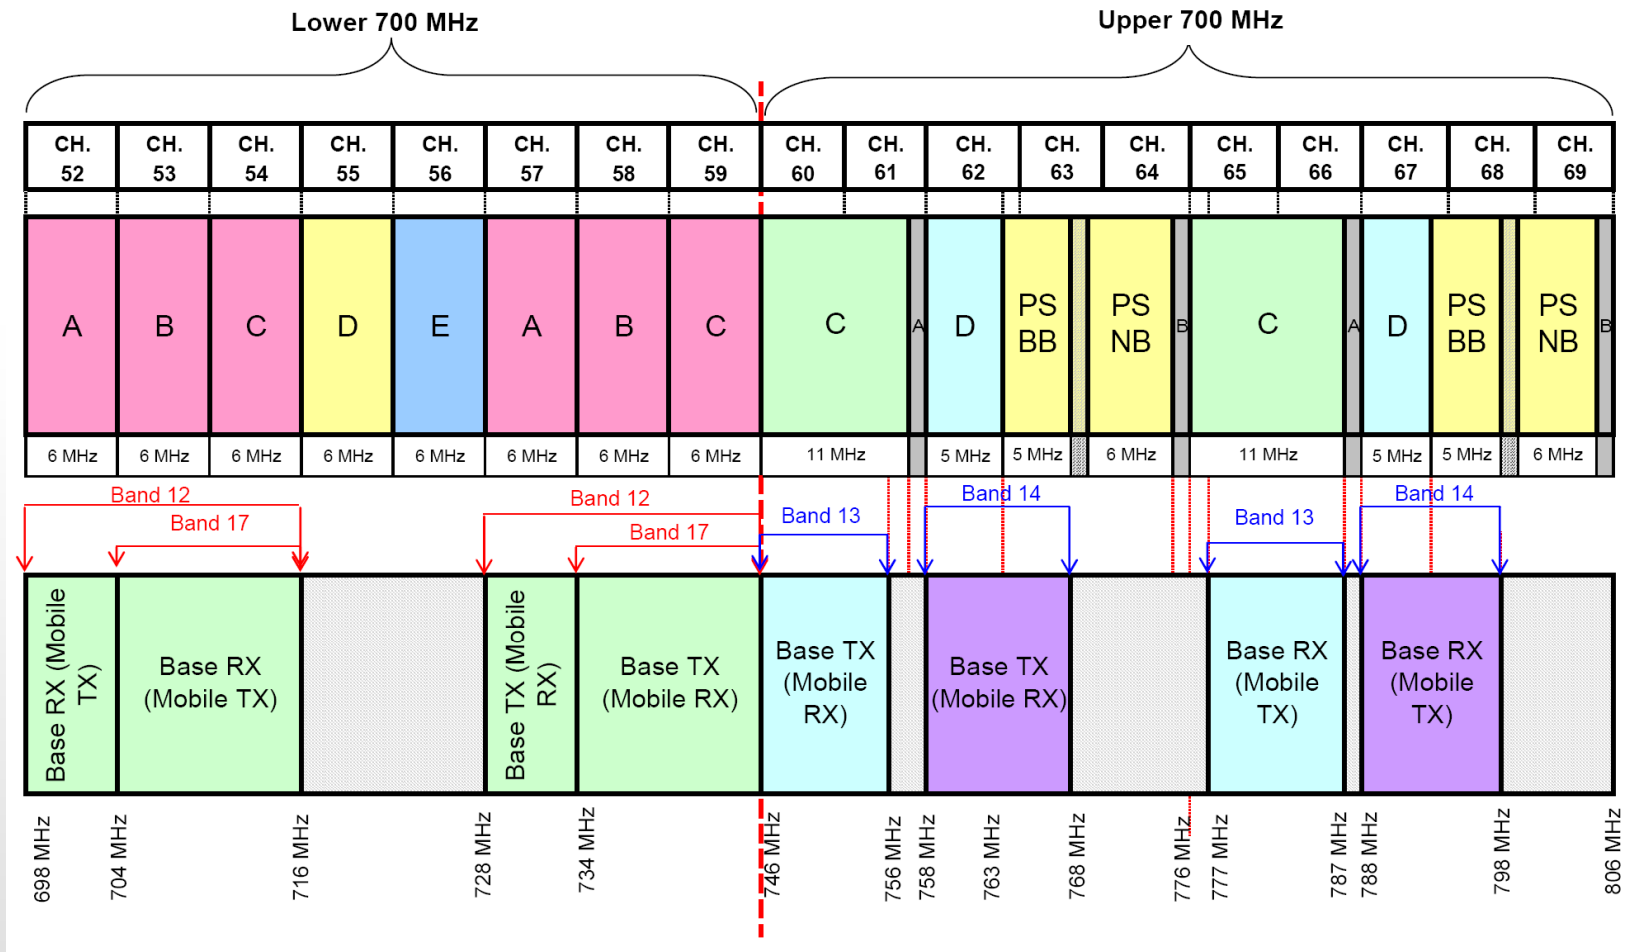 Lower 700 MHz
Upper 700 MHz
CH. 52
CH. 53
CH. 54
CH. 55
CH. 56
CH. 57
CH. 58
CH. 59
CH. 60
CH. 61
CH. 62
CH. 63
CH. 64
CH. 65
CH. 66
CH. 67
CH. 68
CH. 69
A
B
C
D
E
A
B
C
C
A
D
PS
BB
PS
NB
B
C
A
D
PS
BB
PS
NB
B
6 MHz
6 MHz
6 MHz
6 MHz
6 MHz
6 MHz
6 MHz
6 MHz
11 MHz
5 MHz
5 MHz
6 MHz
11 MHz
5 MHz
5 MHz
6 MHz
Band 12
Band 17
Band 12
Band 17
Band 13
Band 14
Band 13
Band 14
Base RX (Mobile
TX)
Base RX
(Mobile TX)
Base TX (Mobile
RX)
Base TX
(Mobile RX)
Base TX
(Mobile
RX)
Base TX
(Mobile RX)
Base RX
(Mobile
TX)
Base RX
(Mobile
TX)
698 MHz
704 MHz
716 MHz
728 MHz
734 MHz
746 MHz
756 MHz
758 MHz
763 MHz
768 MHz
776 MHz
777 MHz
787 MHz
788 MHz
798 MHz
806 MHz